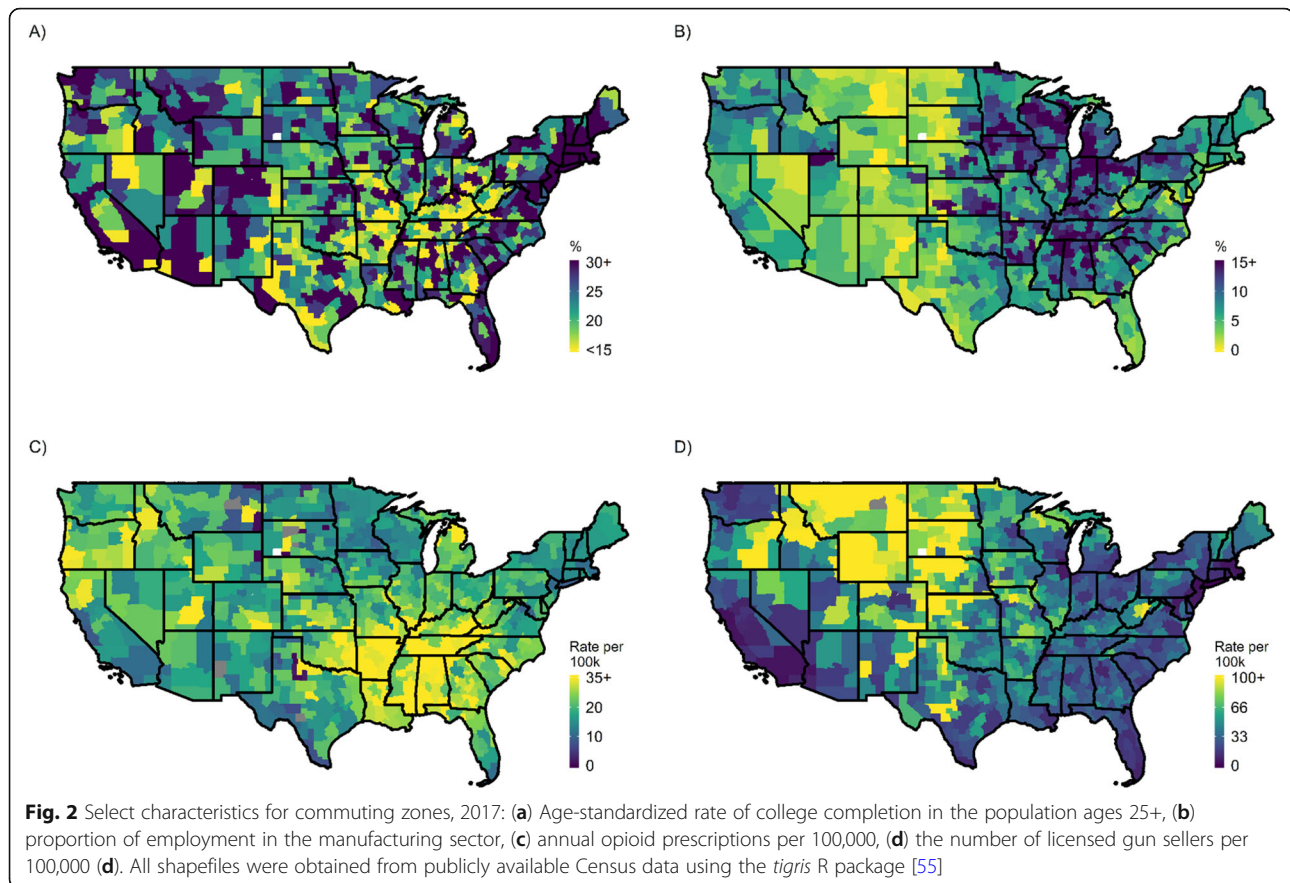 A)
B)
%
30+
25
20
<15
%
15+
10
5
0
C)
D)
Rate per
100k
35+
20
10
0
Rate per
100k
100+
66
33
0
Fig. 2 Select characteristics for commuting zones, 2017: (a) Age-standardized rate of college completion in the population ages 25+, (b)
proportion of employment in the manufacturing sector, (c) annual opioid prescriptions per 100,000, (d) the number of licensed gun sellers per
100,000 (d). All shapefiles were obtained from publicly available Census data using the tigris R package [55]